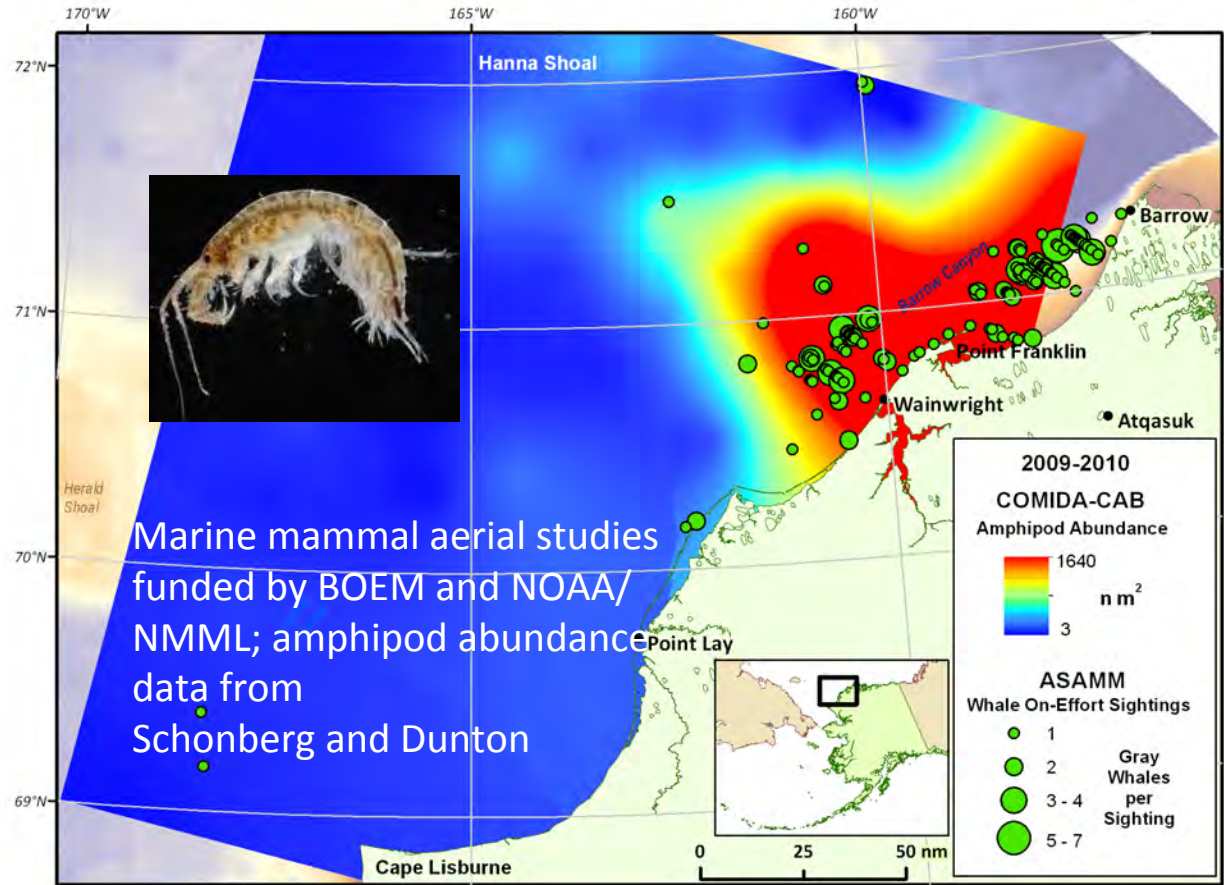 170°W
165°W
160°W
72°N
71°N
70°N
69°N
Hanna Shoal
Barrow
Barrow Canyon
Point Franklin
Wainwright
Atqasuk
Herald
Shoal
Marine mammal aerial studies
funded by BOEM and NOAA/
NMML; amphipod abundance
data from
Schonberg and Dunton
Point Lay
Cape Lisburne
0 25 50 nm
2009-2010
COMIDA-CAB
Amphipod Abundance
1640
n m²
3
ASAMM
Whale On-Effort Sightings
1
2
3 - 4
5 - 7
Gray
Whales
per
Sighting